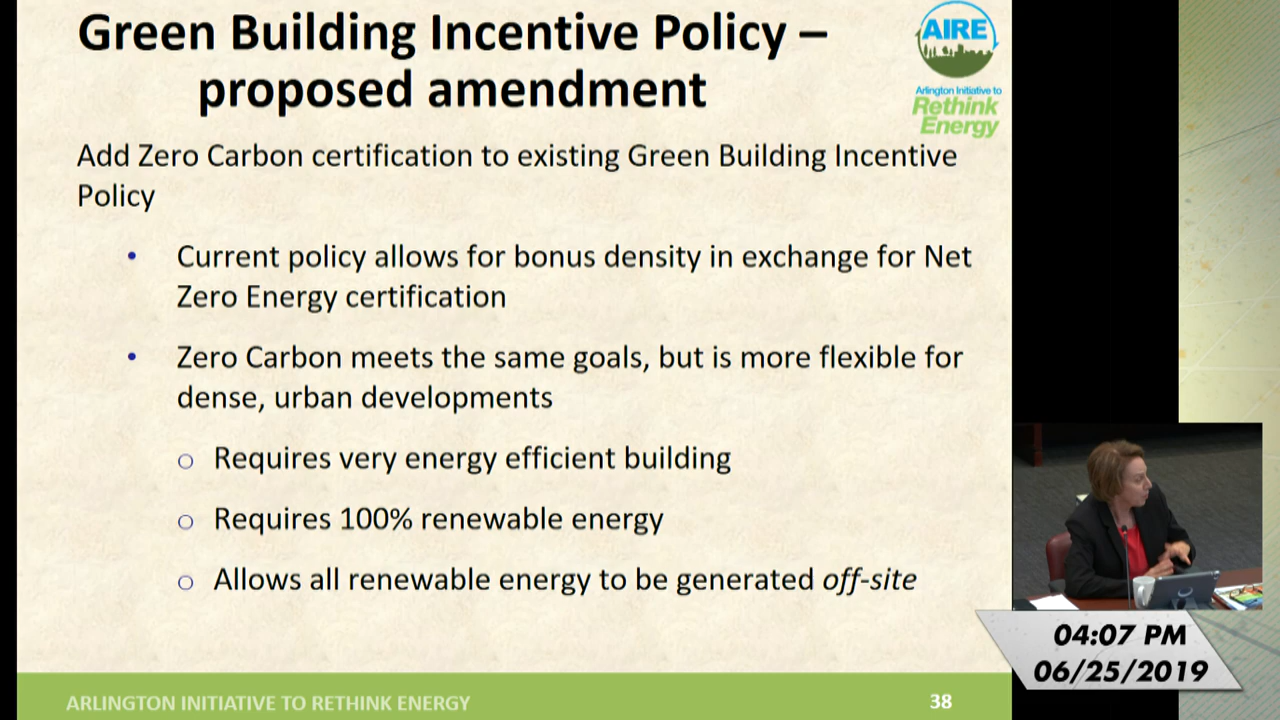 Green Building Incentive Policy –
proposed amendment
AIRE
Arlington Initiative to
Rethink
Energy
Add Zero Carbon certification to existing Green Building Incentive
Policy
• Current policy allows for bonus density in exchange for Net
Zero Energy certification
• Zero Carbon meets the same goals, but is more flexible for
dense, urban developments
o Requires very energy efficient building
o Requires 100% renewable energy
o Allows all renewable energy to be generated off-site
04:07 PM
06/25/2019
ARLINGTON INITIATIVE TO RETHINK ENERGY
38